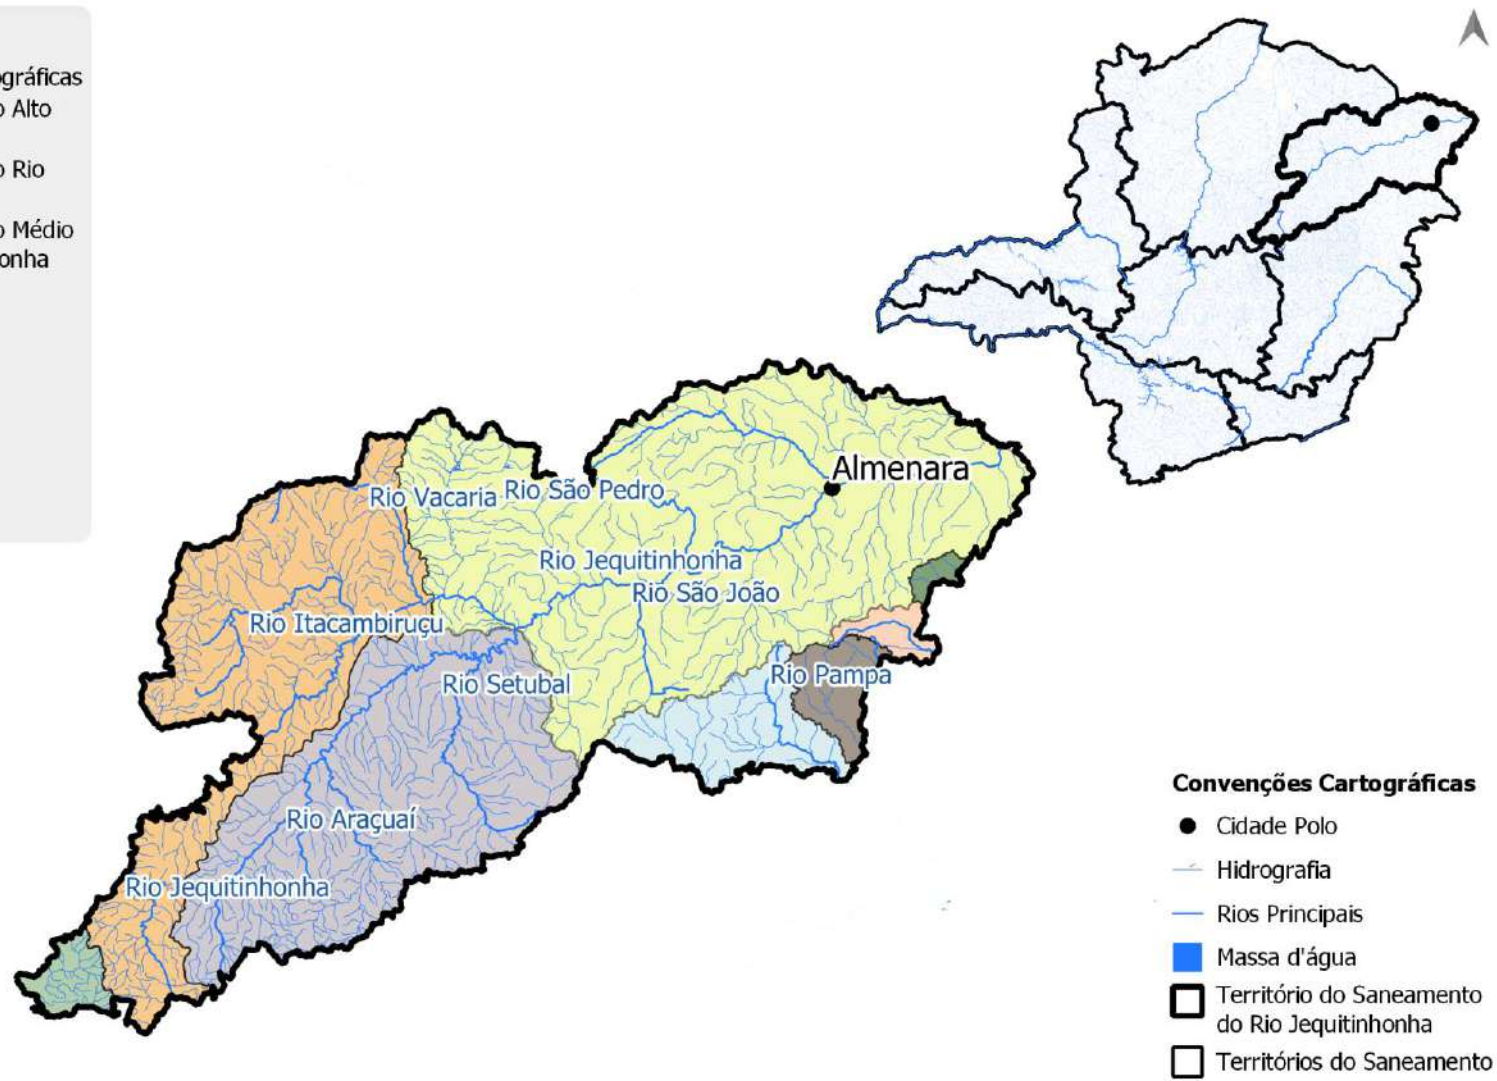 gráficas
o Alto
o Rio
o Médio
onha
Almenara
Rio Vacaria
Rio São Pedro
Rio Jequitinhonha
Rio São João
Rio Itacambiruçu
Rio Setubal
Rio Pampa
Rio Araçuaí
Rio Jequitinhonha
Convenções Cartográficas
Cidade Polo
Hidrografia
Rios Principais
Massa d'água
Território do Saneamento
do Rio Jequitinhonha
Territórios do Saneamento